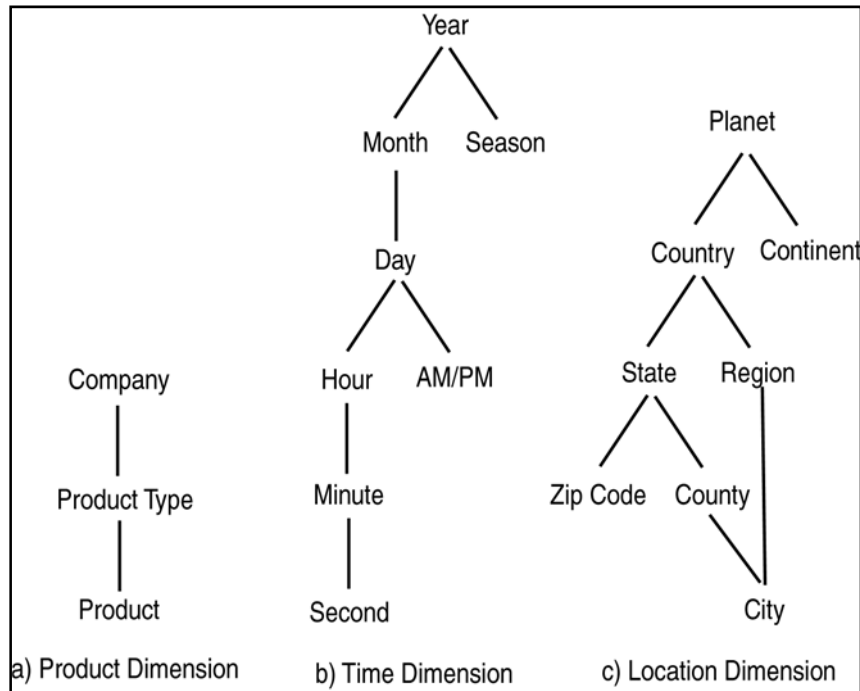 Year
Month Season
Planet
Day
Country Continent
Company
Hour AM/PM
State Region
Product Type
Minute
Zip Code County
Product
Second
City
a) Product Dimension
b) Time Dimension
c) Location Dimension